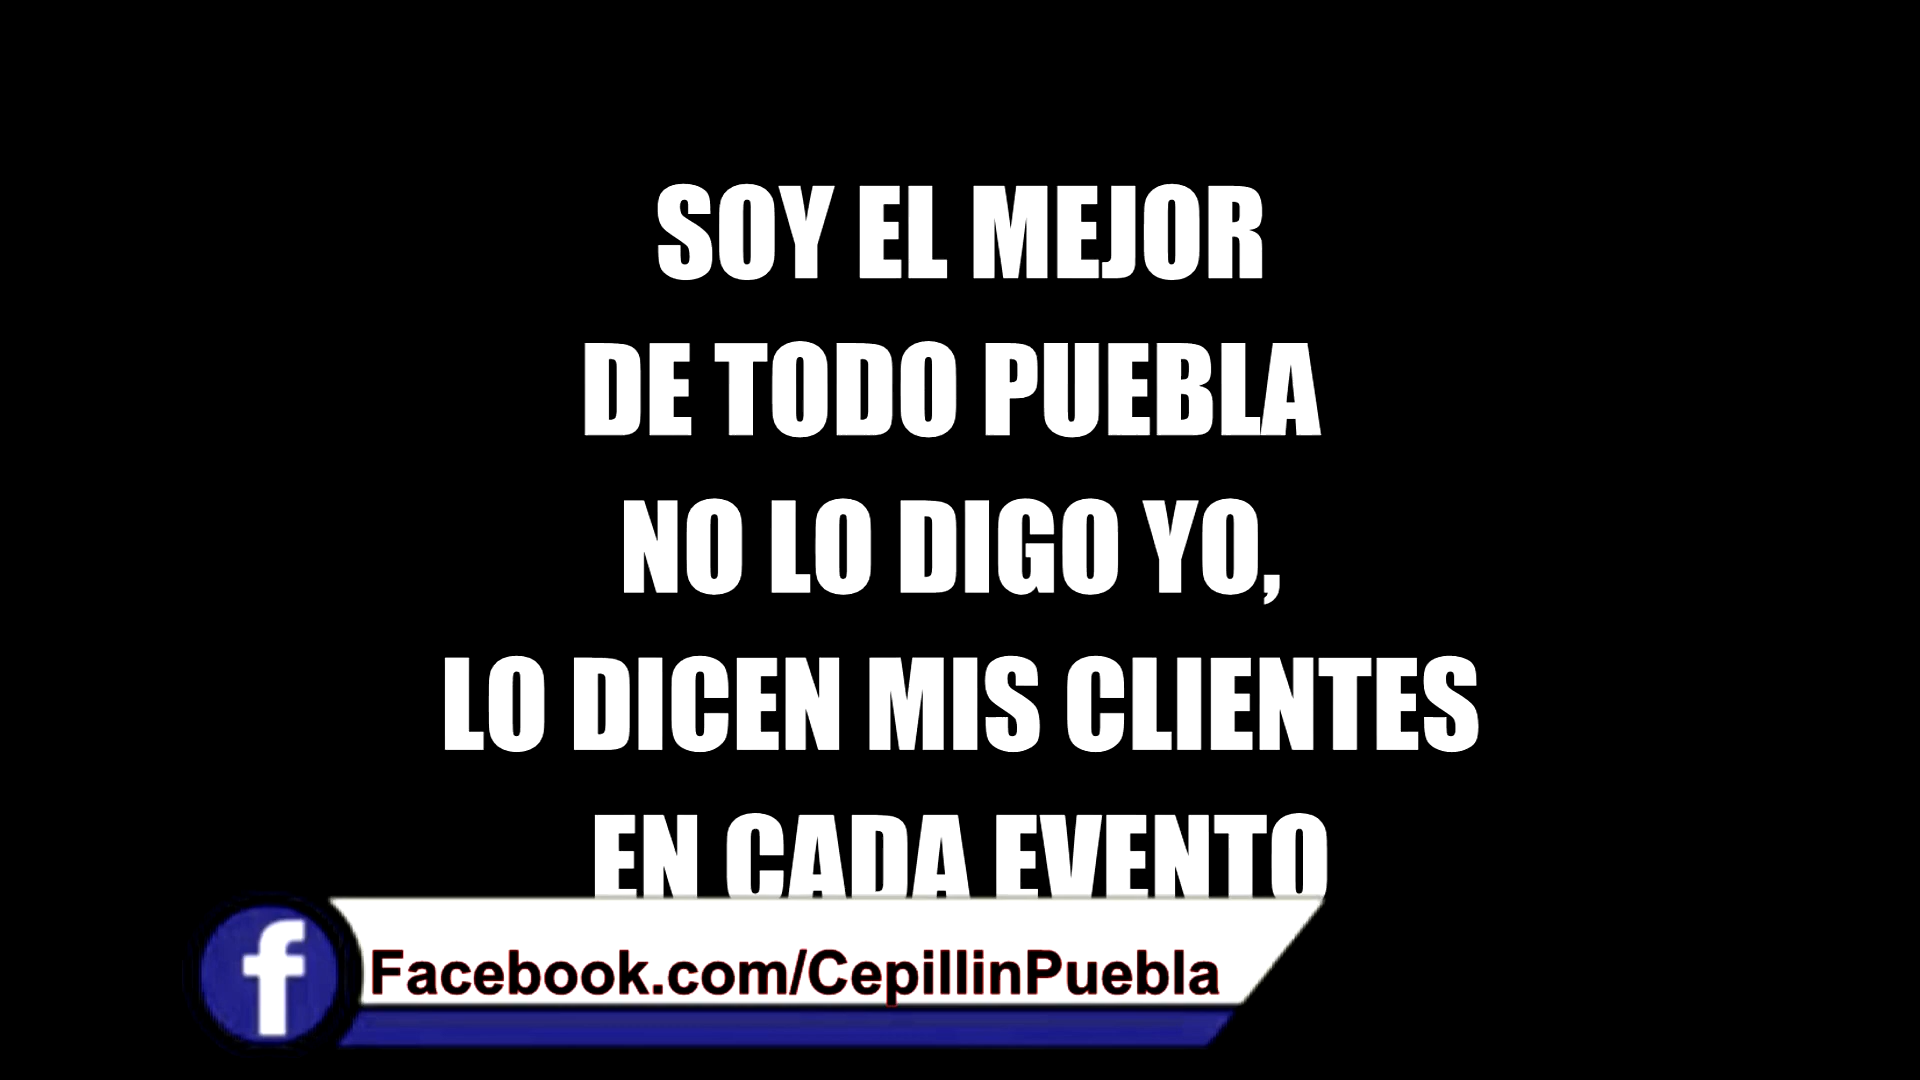 SOY EL MEJOR
DE TODO PUEBLA
NO LO DIGO YO,
LO DICEN MIS CLIENTES
EN CADA EVENTO
Facebook.com/CepillinPuebla